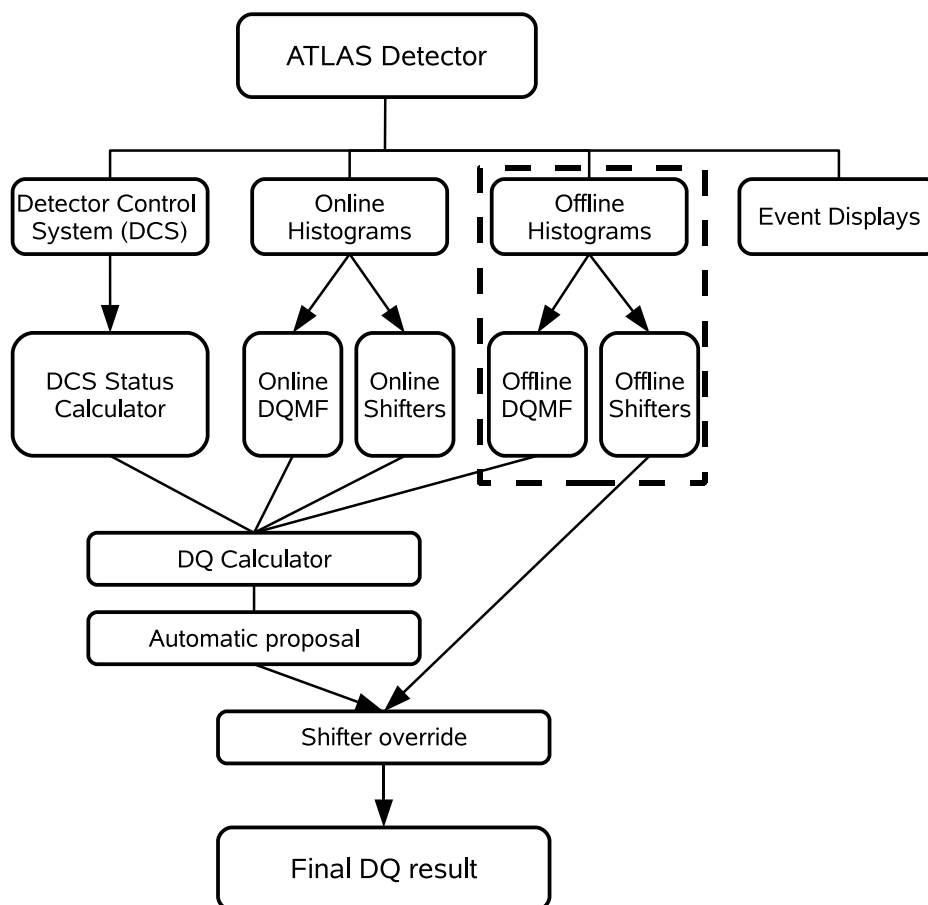 ATLAS Detector
Detector Control
System (DCS)
Online
Histograms
Offline
Histograms
Event Displays
DCS Status
Calculator
Online
DQMF
Online
Shifters
Offline
DQMF
Offline
Shifters
DQ Calculator
Automatic proposal
Shifter override
Final DQ result